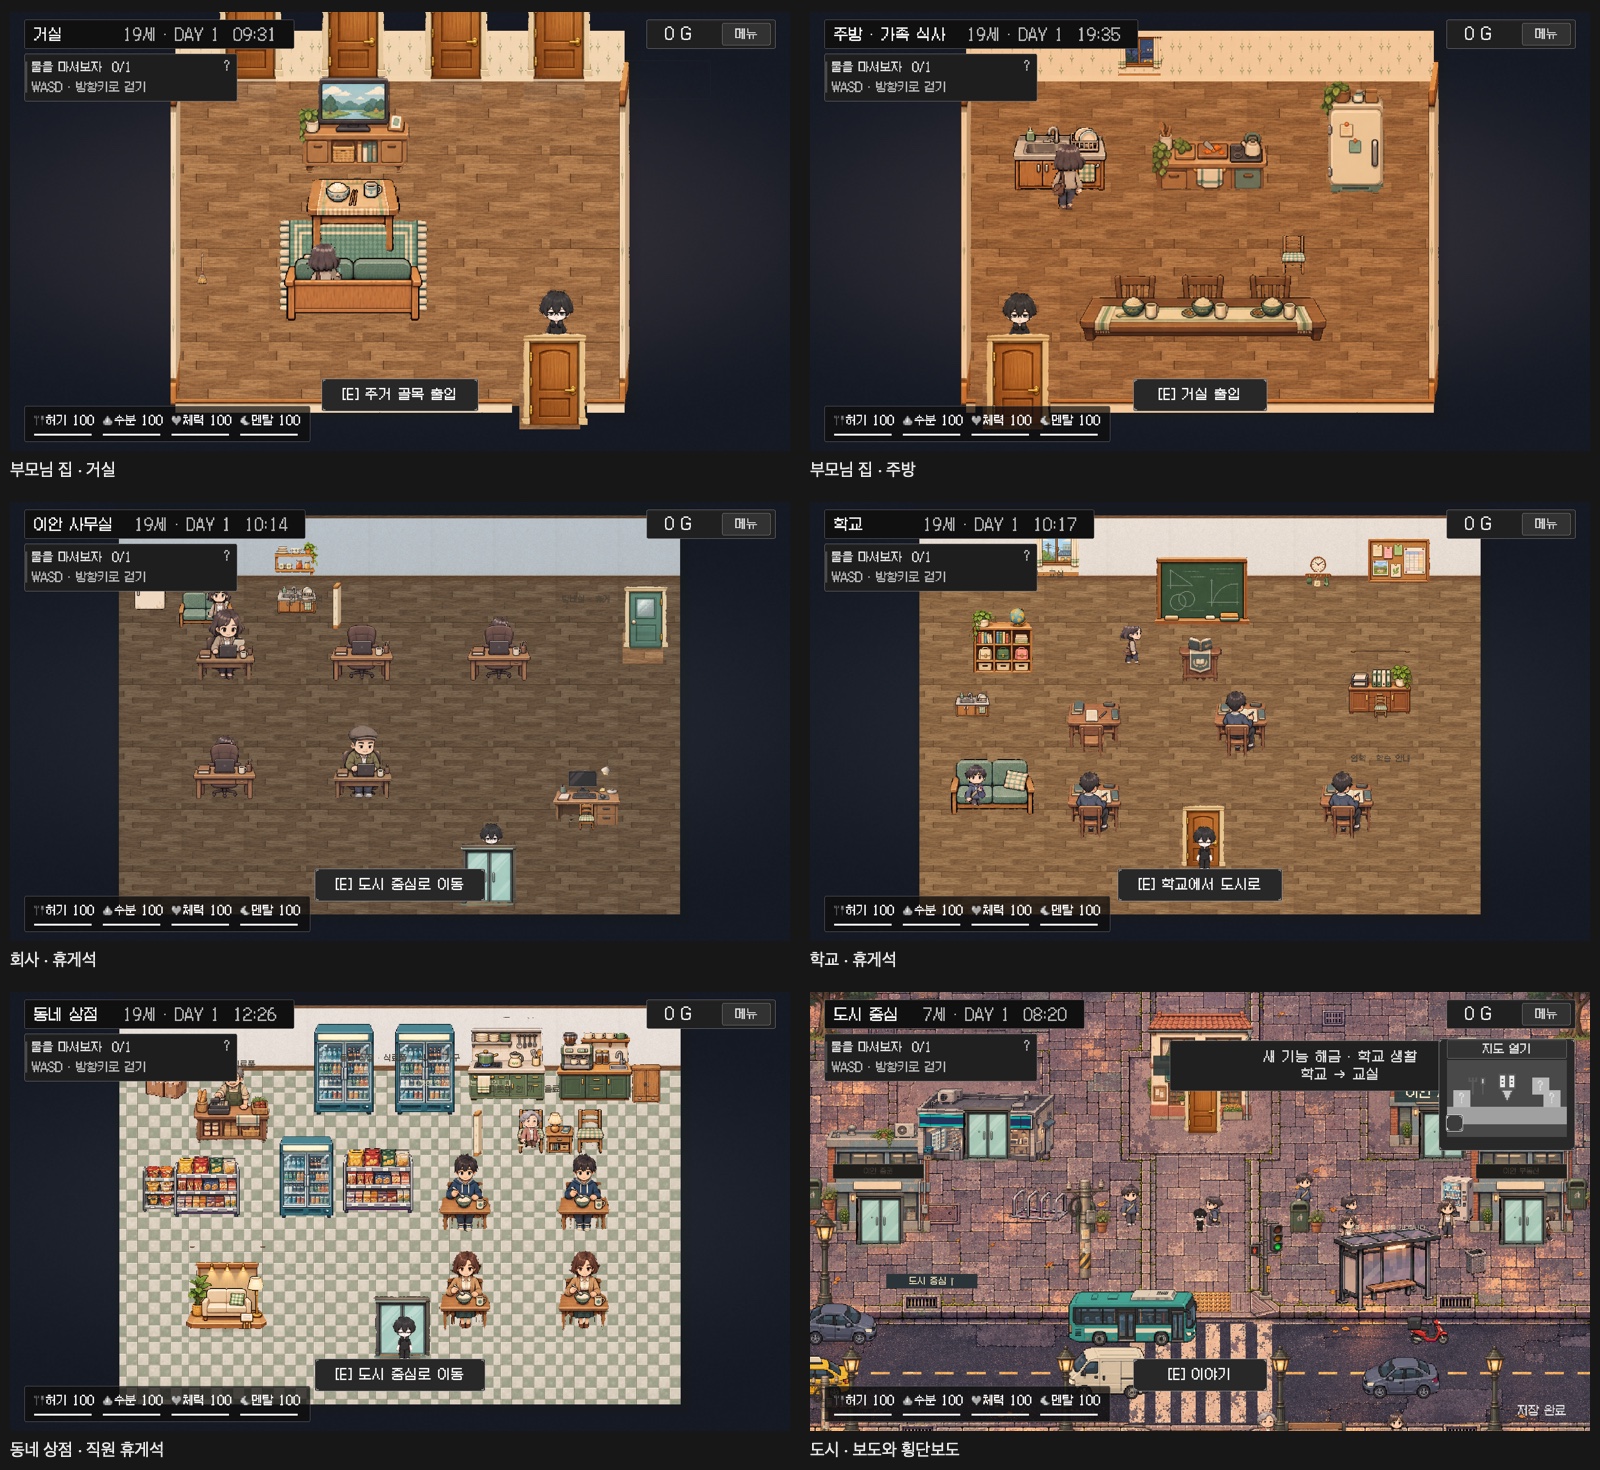 거실 19세 · DAY 1 09:31
0 G 메뉴
물을 마셔보자 0/1 ?
WASD · 방향키로 걷기
[E] 주거 골목 출입
허기 100 수분 100 체력 100 멘탈 100
부모님 집 · 거실
주방 · 가족 식사 19세 · DAY 1 19:35
0 G 메뉴
물을 마셔보자 0/1 ?
WASD · 방향키로 걷기
[E] 거실 출입
허기 100 수분 100 체력 100 멘탈 100
부모님 집 · 주방
이안 사무실 19세 · DAY 1 10:14
0 G 메뉴
물을 마셔보자 0/1 ?
WASD · 방향키로 걷기
[E] 도시 중심로 이동
허기 100 수분 100 체력 100 멘탈 100
회사 · 휴게석
학교 19세 · DAY 1 10:17
0 G 메뉴
물을 마셔보자 0/1 ?
WASD · 방향키로 걷기
[E] 학교에서 도시로
허기 100 수분 100 체력 100 멘탈 100
학교 · 휴게석
동네 상점 19세 · DAY 1 12:26
0 G 메뉴
물을 마셔보자 0/1 ?
WASD · 방향키로 걷기
[E] 도시 중심로 이동
허기 100 수분 100 체력 100 멘탈 100
동네 상점 · 직원 휴게석
도시 중심 7세 · DAY 1 08:20
0 G 메뉴
물을 마셔보자 0/1 ?
WASD · 방향키로 걷기
새 기능 해금 · 학교 생활
학교 → 교실
지도 열기
도시 중심
[E] 이야기
허기 100 수분 100 체력 100 멘탈 100
저장 완료
도시 · 보도와 횡단보도